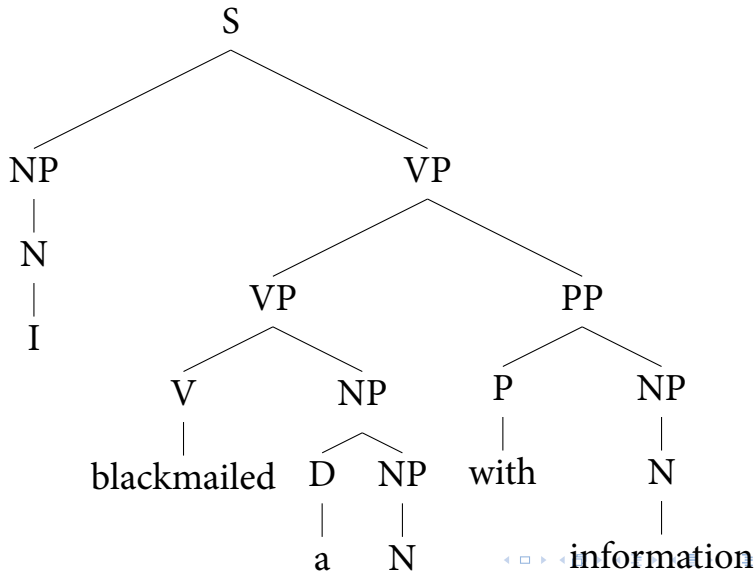 S
NP VP
N
VP PP
I
V NP P NP
blackmailed D NP with N
a N information